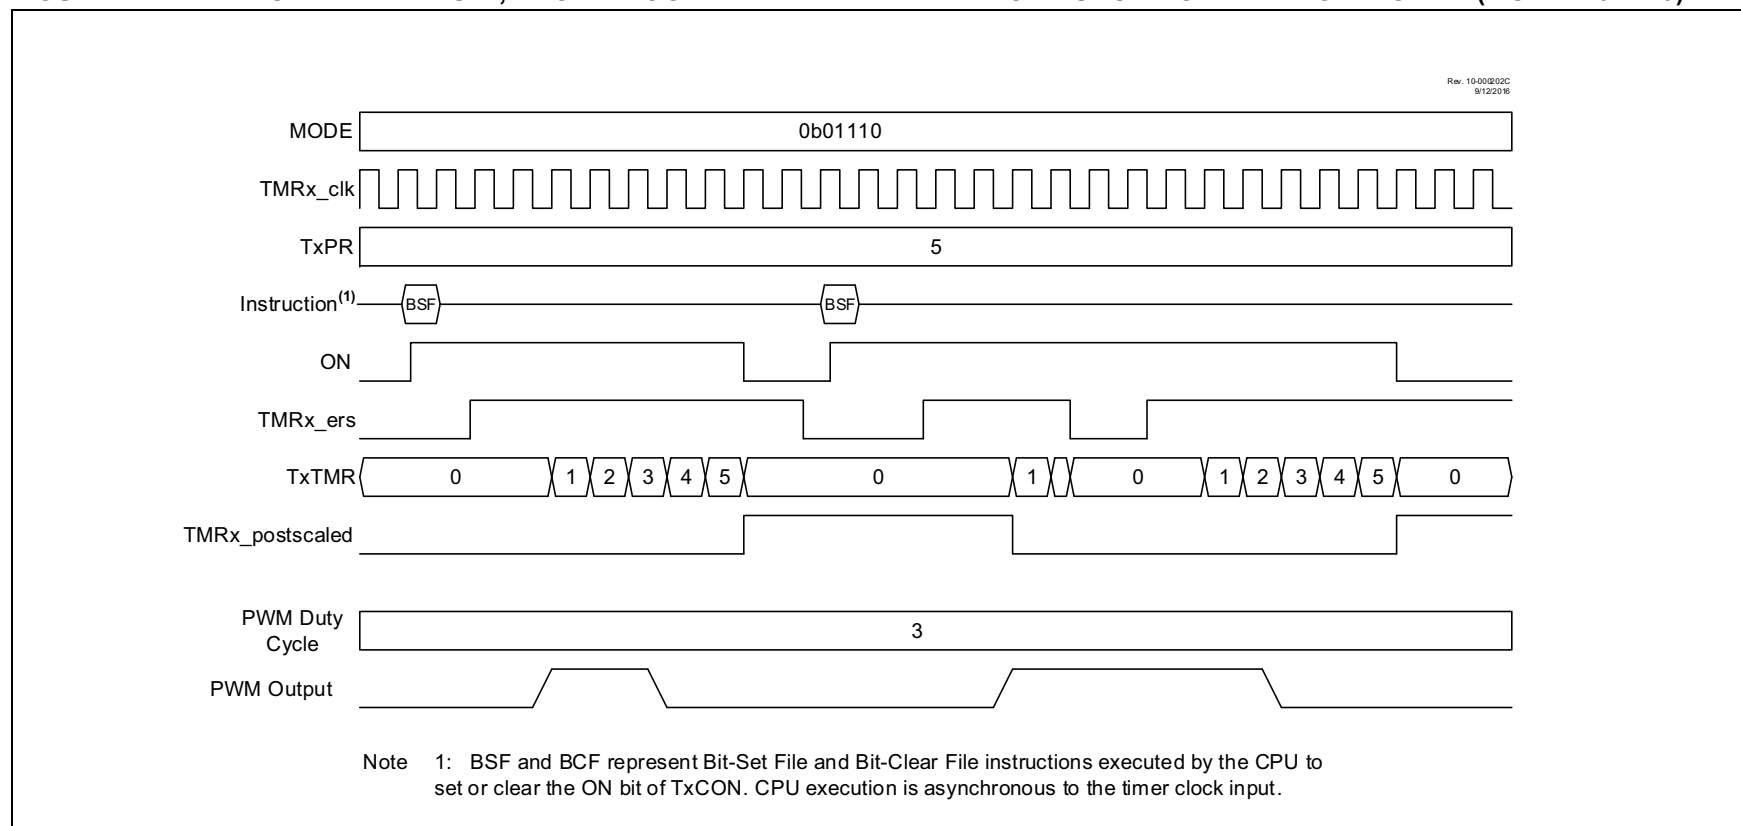 Rev. 10-000202C
9/12/2016
MODE 0b01110
TMRx_clk
TxPR 5
Instruction(1) BSF BSF
ON
TMRx_ers
TxTMR 0 1 2 3 4 5 0 1 0 1 2 3 4 5 0
TMRx_postscaled
PWM Duty
Cycle 3
PWM Output
Note 1: BSF and BCF represent Bit-Set File and Bit-Clear File instructions executed by the CPU to
set or clear the ON bit of TxCON. CPU execution is asynchronous to the timer clock input.